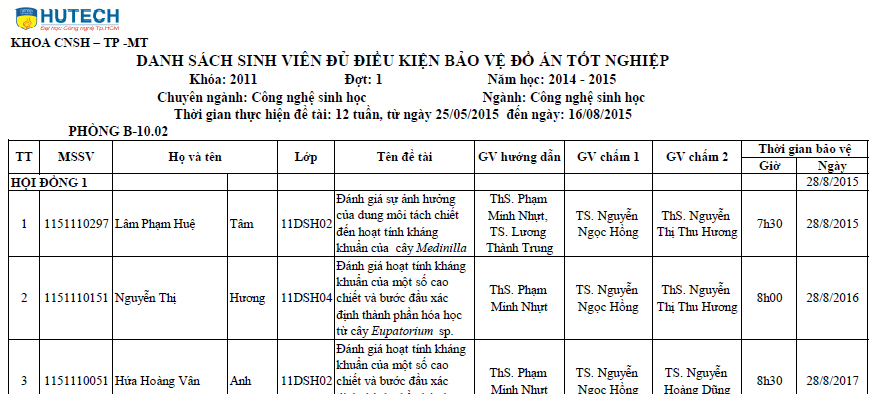 HUTECH
Đại học Công nghệ Tp.HCM
KHOA CNSH – TP -MT
DANH SÁCH SINH VIÊN ĐỦ ĐIỀU KIỆN BẢO VỆ ĐỒ ÁN TỐT NGHIỆP
Khóa: 2011 Đợt: 1 Năm học: 2014 - 2015
Chuyên ngành: Công nghệ sinh học Ngành: Công nghệ sinh học
Thời gian thực hiện đề tài: 12 tuần, từ ngày 25/05/2015 đến ngày: 16/08/2015
PHÒNG B-10.02
TT MSSV Họ và tên Lớp Tên đề tài GV hướng dẫn GV chấm 1 GV chấm 2 Thời gian bảo vệ
Giờ Ngày
HỘI ĐỒNG 1 28/8/2015
1 1151110297 Lâm Phạm Huệ Tâm 11DSH02
Đánh giá sự ảnh hưởng
của dung môi tách chiết
đến hoạt tính kháng
khuẩn của cây Medinilla
ThS. Phạm
Minh Nhựt,
TS. Lương
Thành Trung
TS. Nguyễn
Ngọc Hồng
ThS. Nguyễn
Thị Thu Hương
7h30 28/8/2015
2 1151110151 Nguyễn Thị Hương 11DSH04
Đánh giá hoạt tính kháng
khuẩn của một số cao
chiết và bước đầu xác
định thành phần hóa học
từ cây Eupatorium sp.
ThS. Phạm
Minh Nhựt
TS. Nguyễn
Ngọc Hồng
ThS. Nguyễn
Thị Thu Hương
8h00 28/8/2016
3 1151110051 Hứa Hoàng Vân Anh 11DSH02
Đánh giá hoạt tính kháng
khuẩn của một số cao
chiết và bước đầu xác
ThS. Phạm
Minh Nhựt
TS. Nguyễn
Ngọc Hồng
TS. Nguyễn
Hoàng Dũng
8h30 28/8/2017